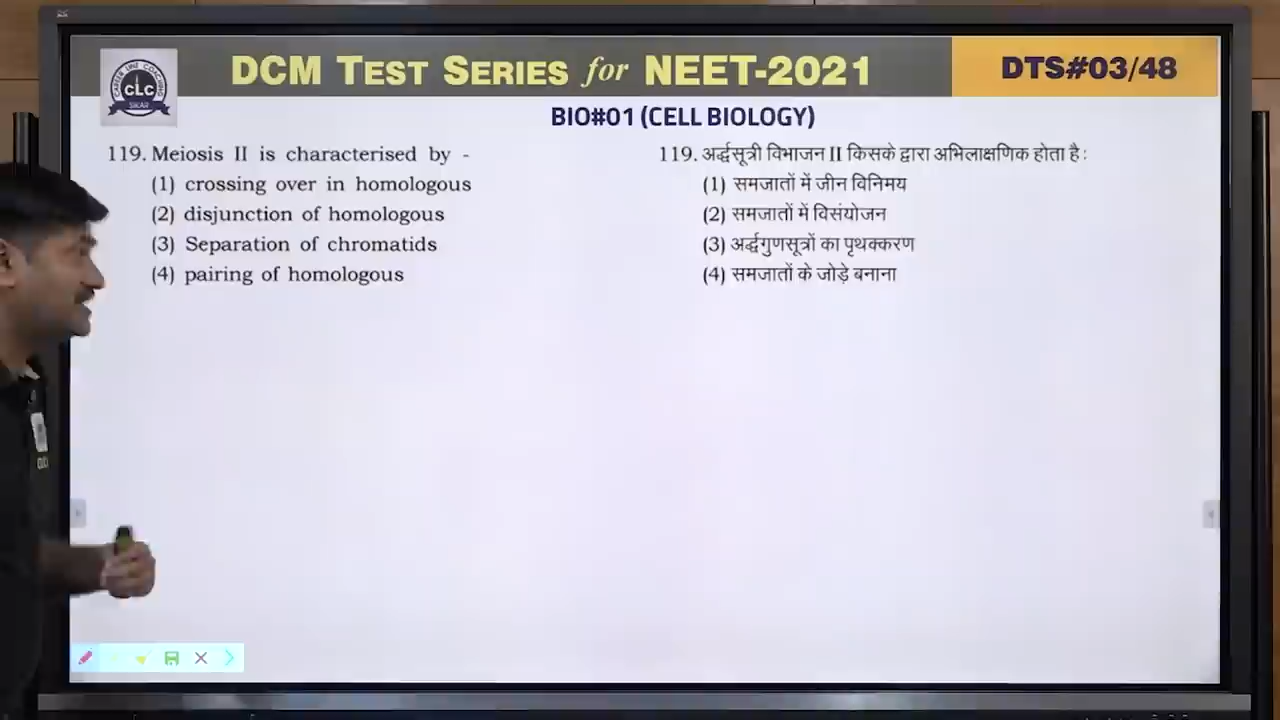 DCM TEST SERIES for NEET-2021
DTS#03/48
CAREER LINE COACHING
CLC
SIKAR
BIO#01 (CELL BIOLOGY)
119. Meiosis II is characterised by -
(1) crossing over in homologous
(2) disjunction of homologous
(3) Separation of chromatids
(4) pairing of homologous
119. अर्द्धसूत्री विभाजन II किसके द्वारा अभिलाक्षणिक होता है :
(1) समजातों में जीन विनिमय
(2) समजातों में विसंयोजन
(3) अर्द्धगुणसूत्रों का पृथक्करण
(4) समजातों के जोड़े बनाना